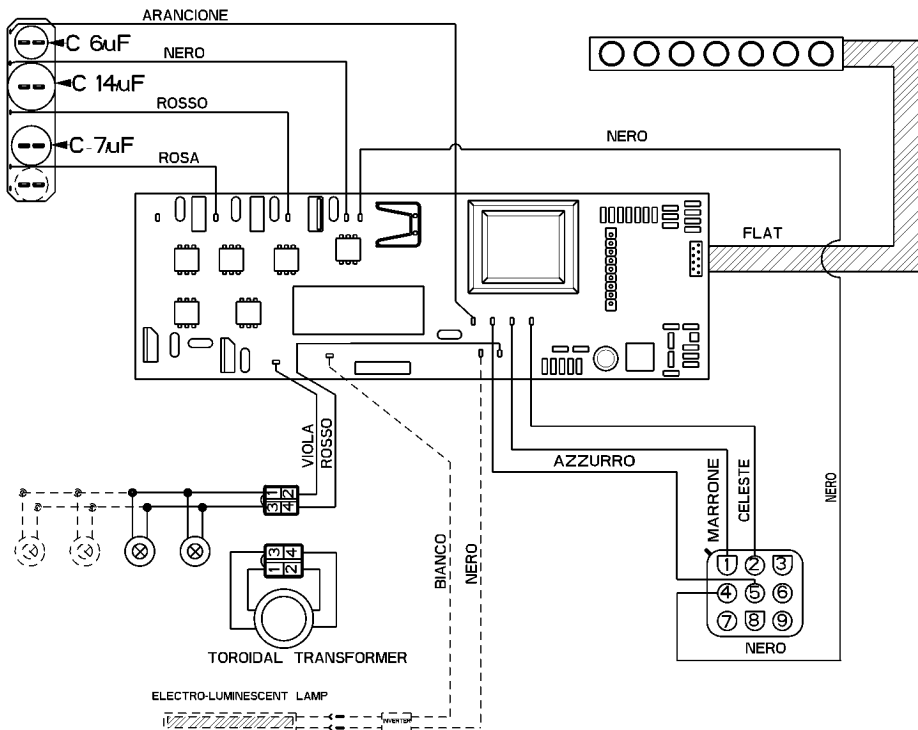 ARANCIONE
C 6uF
NERO
C 14uF
ROSSO
C-7uF
ROSA
NERO
FLAT
VIOLA
ROSSO
AZZURRO
MARRONE
CELESTE
NERO
1 2
3 4
BIANCO
NERO
3 4
1 2
1 2 3
4 5 6
7 8 9
NERO
TOROIDAL TRANSFORMER
ELECTRO-LUMINESCENT LAMP
INVERTER